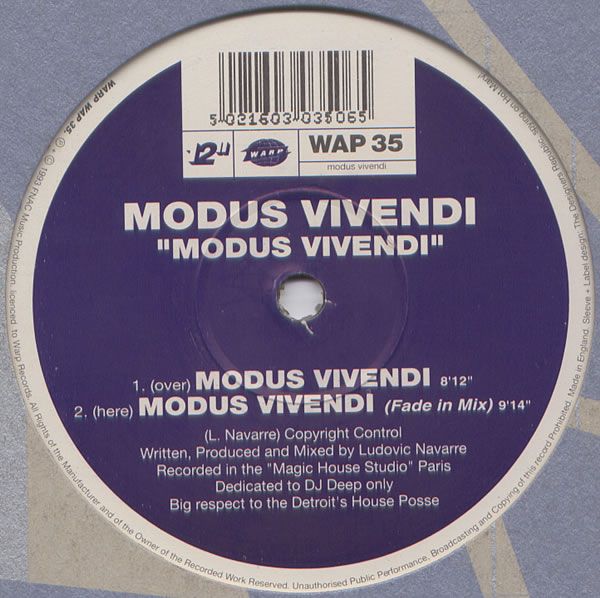 5 021603 035065
12"
WARP
WAP 35
modus vivendi
MODUS VIVENDI
"MODUS VIVENDI"
1. (over) MODUS VIVENDI 8'12"
2. (here) MODUS VIVENDI (Fade in Mix) 9'14"
(L. Navarre) Copyright Control
Written, Produced and Mixed by Ludovic Navarre
Recorded in the "Magic House Studio" Paris
Dedicated to DJ Deep only
Big respect to the Detroit's House Posse
WARP WAP 35. 1993 FNAC Music Production. licenced to Warp Records. All Rights of the Manufacturer and of the Owner of the Recorded Work Reserved. Unauthorised Public Performance, Broadcasting and Copying of this record Prohibited. Made in England. Sleeve + Label design: The Designers Republic